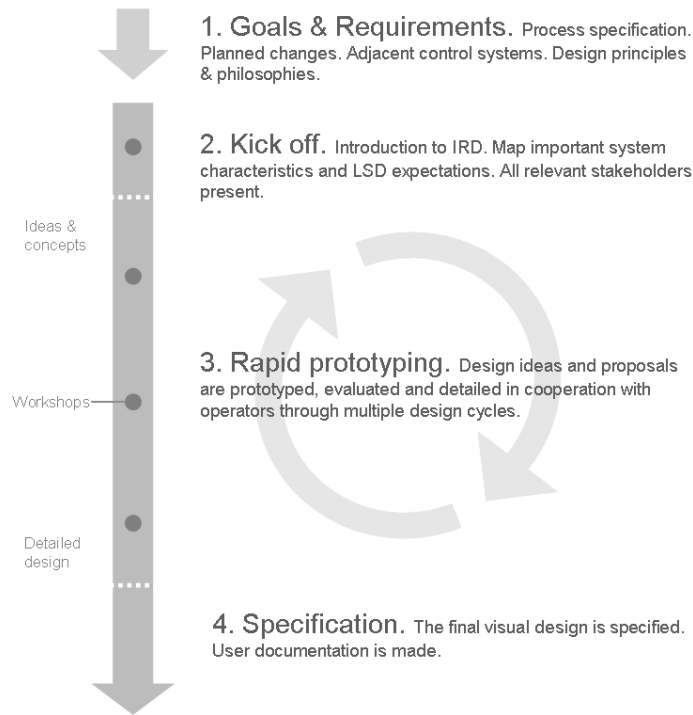 1. Goals & Requirements. Process specification.
Planned changes. Adjacent control systems. Design principles
& philosophies.
2. Kick off. Introduction to IRD. Map important system
characteristics and LSD expectations. All relevant stakeholders
present.
Ideas &
concepts
3. Rapid prototyping. Design ideas and proposals
are prototyped, evaluated and detailed in cooperation with
operators through multiple design cycles.
Workshops
Detailed
design
4. Specification. The final visual design is specified.
User documentation is made.